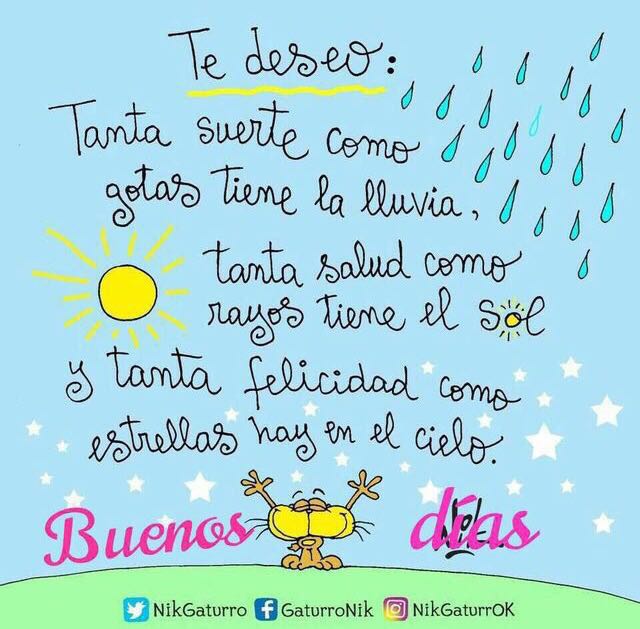 Te deseo:
Tanta suerte como
gotas tiene la lluvia,
tanta salud como
rayos tiene el sol
y tanta felicidad como
estrellas hay en el cielo.
Buenos días
NikGaturro GaturroNik NikGaturrOK